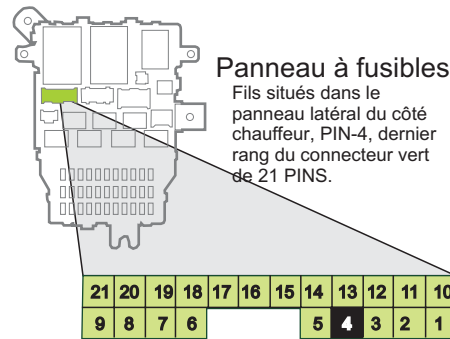 Panneau à fusibles
Fils situés dans le
panneau latéral du côté
chauffeur, PIN-4, dernier
rang du connecteur vert
de 21 PINS.
21 20 19 18 17 16 15 14 13 12 11 10
9 8 7 6 5 4 3 2 1